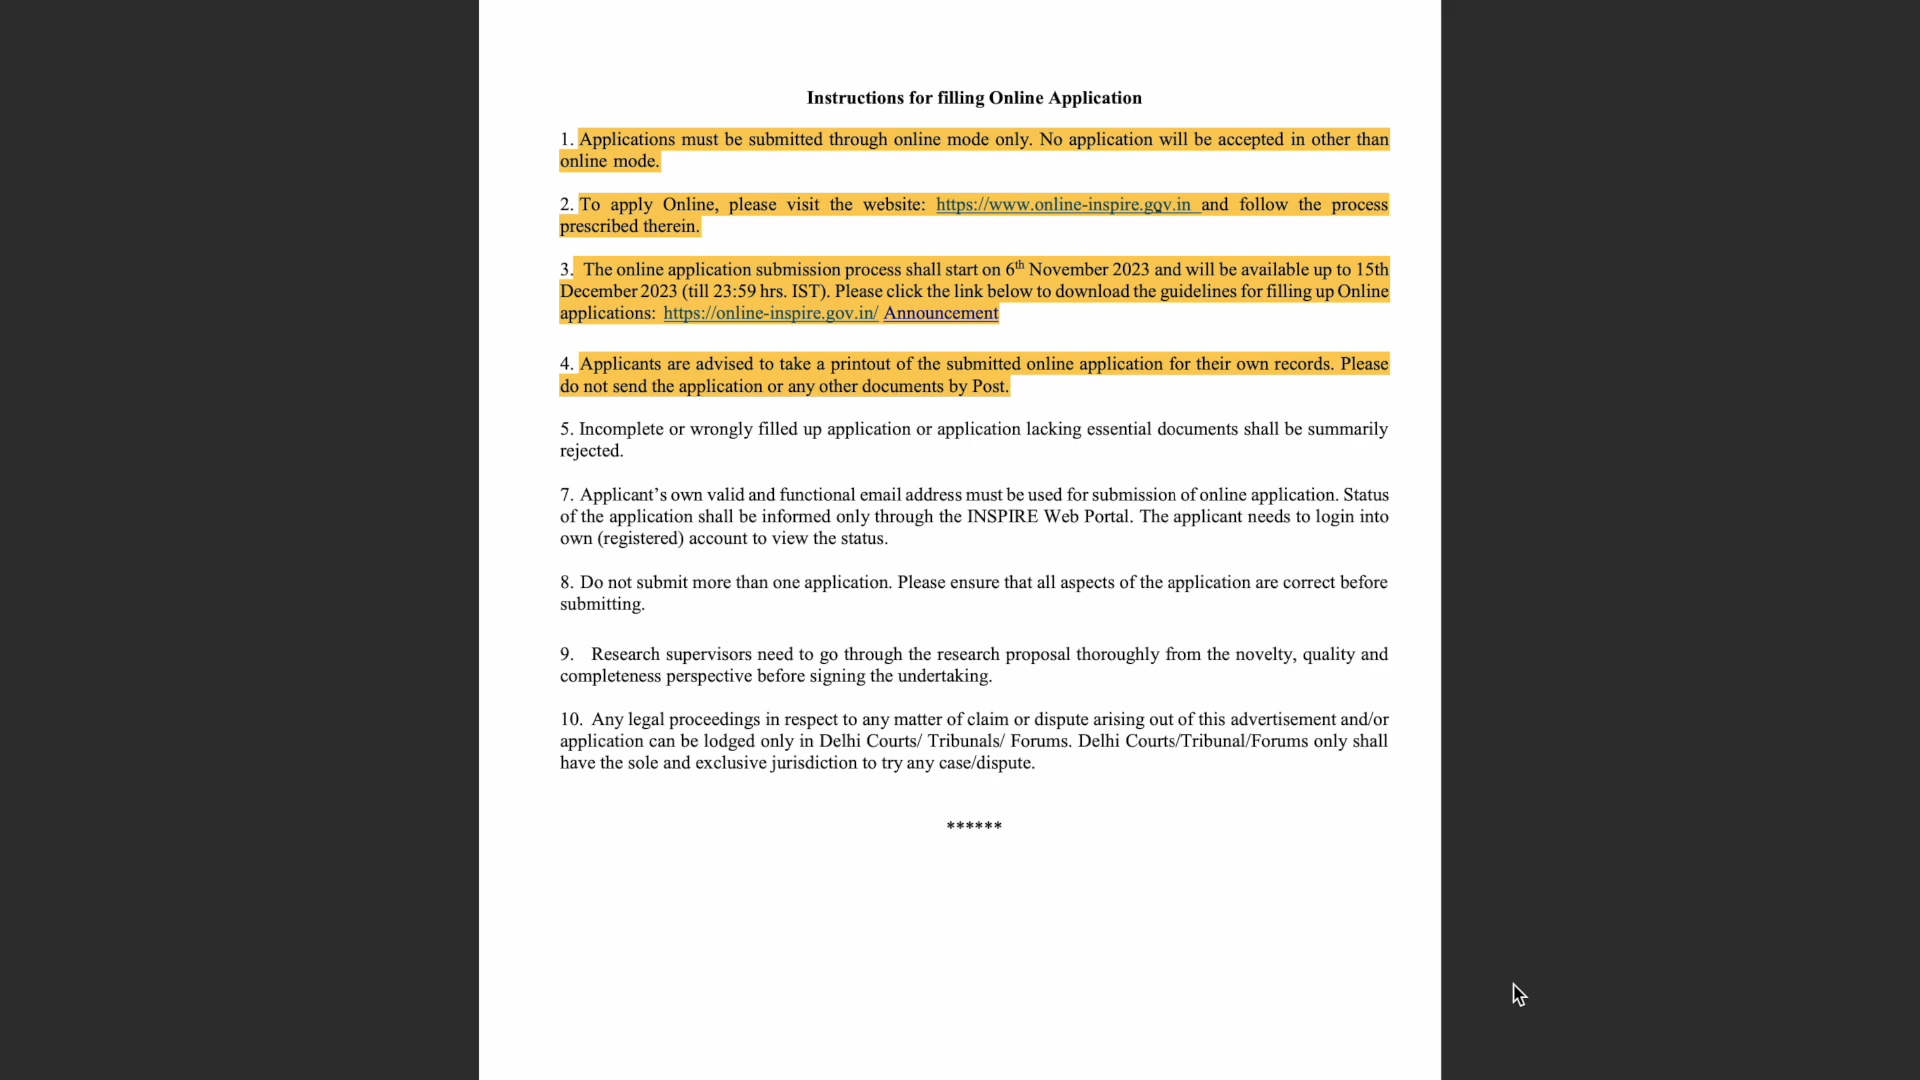 Instructions for filling Online Application
1. Applications must be submitted through online mode only. No application will be accepted in other than
online mode.
2. To apply Online, please visit the website: https://www.online-inspire.gov.in and follow the process
prescribed therein.
3. The online application submission process shall start on 6th November 2023 and will be available up to 15th
December 2023 (till 23:59 hrs. IST). Please click the link below to download the guidelines for filling up Online
applications: https://online-inspire.gov.in/ Announcement
4. Applicants are advised to take a printout of the submitted online application for their own records. Please
do not send the application or any other documents by Post.
5. Incomplete or wrongly filled up application or application lacking essential documents shall be summarily
rejected.
7. Applicant’s own valid and functional email address must be used for submission of online application. Status
of the application shall be informed only through the INSPIRE Web Portal. The applicant needs to login into
own (registered) account to view the status.
8. Do not submit more than one application. Please ensure that all aspects of the application are correct before
submitting.
9. Research supervisors need to go through the research proposal thoroughly from the novelty, quality and
completeness perspective before signing the undertaking.
10. Any legal proceedings in respect to any matter of claim or dispute arising out of this advertisement and/or
application can be lodged only in Delhi Courts/ Tribunals/ Forums. Delhi Courts/Tribunal/Forums only shall
have the sole and exclusive jurisdiction to try any case/dispute.
******